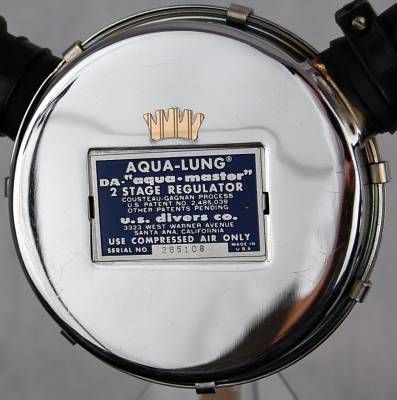 AQUA-LUNG®
DA-"aqua-master"
2 STAGE REGULATOR
COUSTEAU-GAGNAN PROCESS
U.S. PATENT NO. 2,485,039
OTHER PATENTS PENDING
u.s. divers co.
3323 WEST WARNER AVENUE
SANTA ANA, CALIFORNIA
USE COMPRESSED AIR ONLY
SERIAL NO. 265108 MADE IN U.S.A.